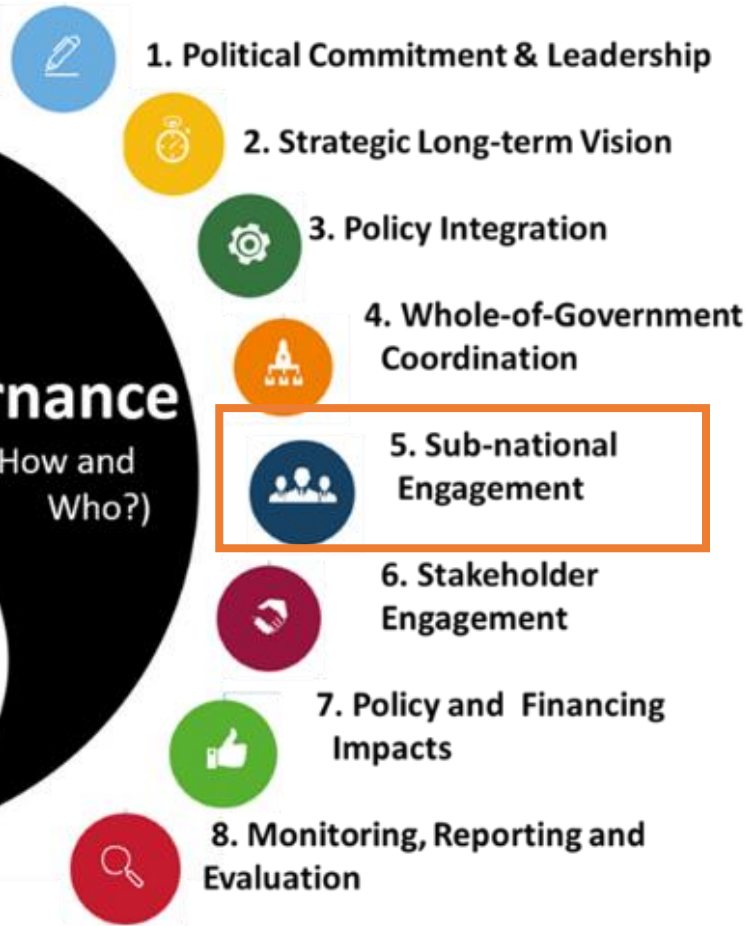 1. Political Commitment & Leadership
2. Strategic Long-term Vision
3. Policy Integration
4. Whole-of-Government
Coordination
rnance
How and
Who?)
5. Sub-national
Engagement
6. Stakeholder
Engagement
7. Policy and Financing
Impacts
8. Monitoring, Reporting and
Evaluation